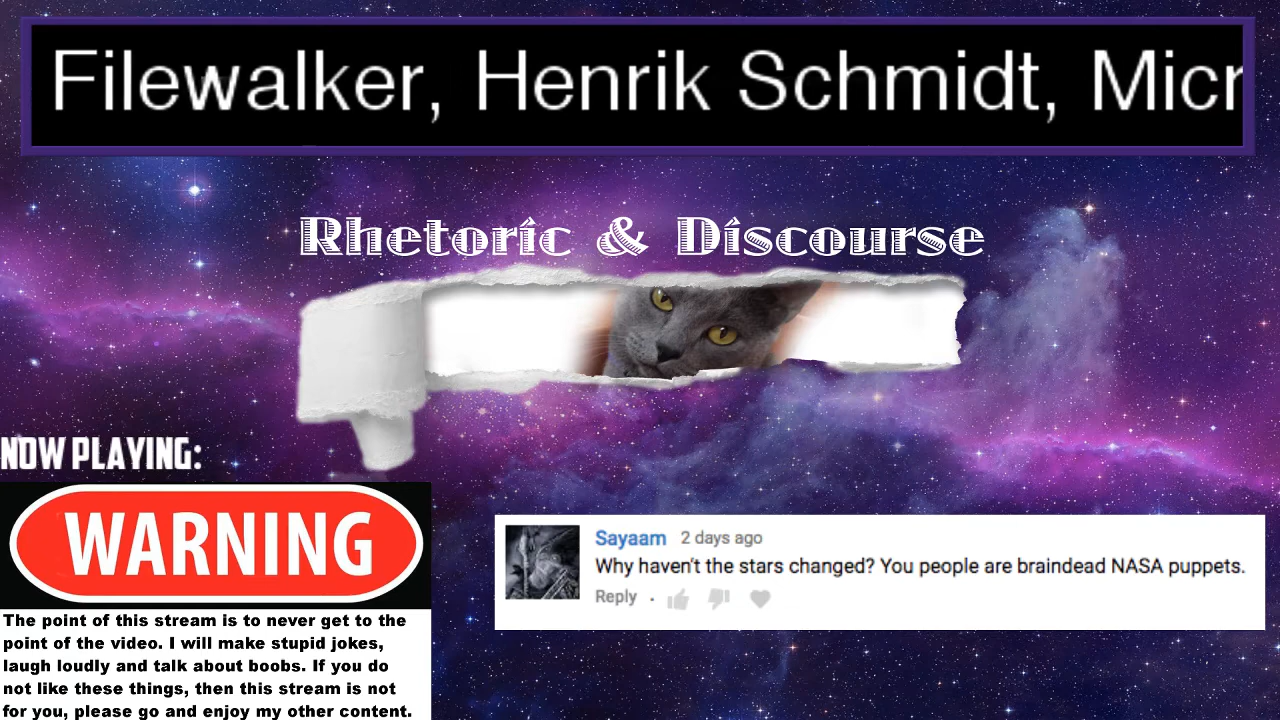 Filewalker, Henrik Schmidt, Micr
Rhetoric & Discourse
NOW PLAYING:
WARNING
The point of this stream is to never get to the
point of the video. I will make stupid jokes,
laugh loudly and talk about boobs. If you do
not like these things, then this stream is not
for you, please go and enjoy my other content.
Sayaam 2 days ago
Why haven't the stars changed? You people are braindead NASA puppets.
Reply .